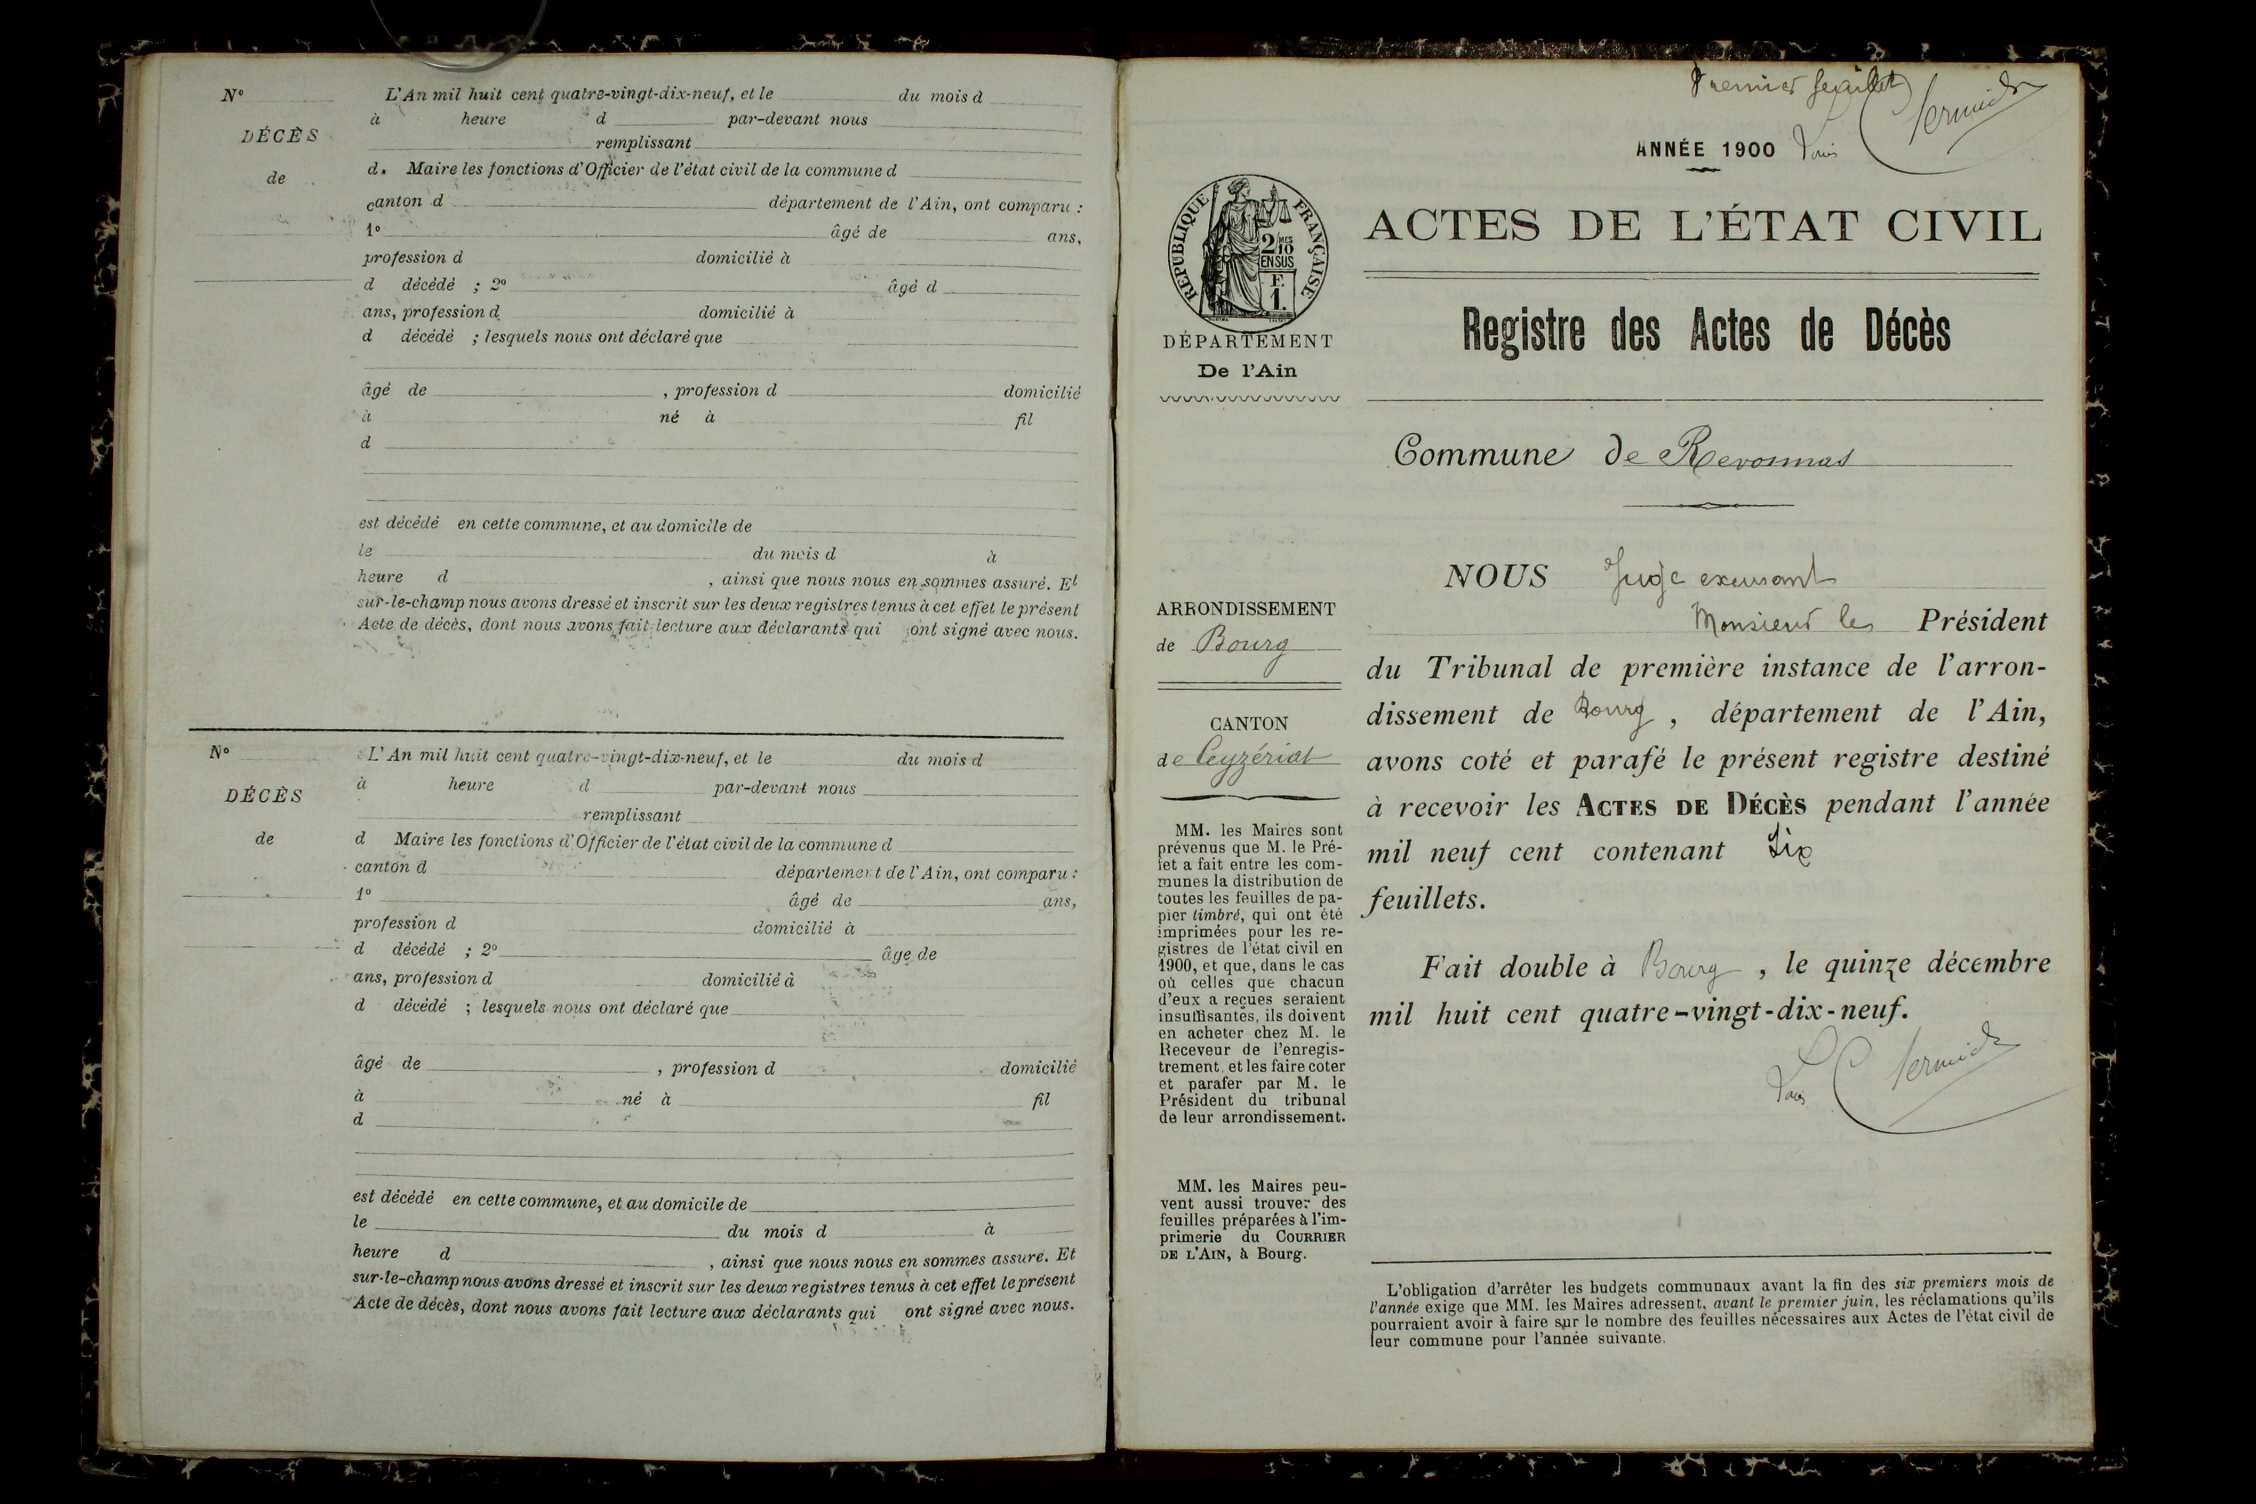 N°
DÉCÈS
de
L'An mil huit cent quatre-vingt-dix-neuf, et le du mois d
à heure d par-devant nous
remplissant
d. Maire les fonctions d'Officier de l'état civil de la commune d
canton d département de l'Ain, ont comparu :
1° âgé de ans,
profession d domicilié à
d décédé ; 2° âgé d
ans, profession d domicilié à
d décédé ; lesquels nous ont déclaré que
âgé de , profession d domicilié
à né à fil
d
est décédé en cette commune, et au domicile de
le du mois d à
heure d , ainsi que nous nous en sommes assuré. Et
sur-le-champ nous avons dressé et inscrit sur les deux registres tenus à cet effet le présent
Acte de décès, dont nous avons fait lecture aux déclarants qui ont signé avec nous.
N°
DÉCÈS
de
L'An mil huit cent quatre-vingt-dix-neuf, et le du mois d
à heure d par-devant nous
remplissant
d Maire les fonctions d'Officier de l'état civil de la commune d
canton d département de l'Ain, ont comparu :
1° âgé de ans,
profession d domicilié à
d décédé ; 2° âge de
ans, profession d domicilié à
d décédé ; lesquels nous ont déclaré que
âgé de , profession d domicilié
à né à fil
d
est décédé en cette commune, et au domicile de
le du mois d à
heure d , ainsi que nous nous en sommes assuré. Et
sur-le-champ nous avons dressé et inscrit sur les deux registres tenus à cet effet le présent
Acte de décès, dont nous avons fait lecture aux déclarants qui ont signé avec nous.
Premier feuillet
ANNÉE 1900
RÉPUBLIQUE FRANÇAISE
2 MES
10
EN SUS
F.
1.
DÉPARTEMENT
De l'Ain
ARRONDISSEMENT
de Bourg
CANTON
de Ceyzériat
MM. les Maires sont
prévenus que M. le Pré-
fet a fait entre les com-
munes la distribution de
toutes les feuilles de pa-
pier timbré, qui ont été
imprimées pour les re-
gistres de l'état civil en
1900, et que, dans le cas
où celles que chacun
d'eux a reçues seraient
insuffisantes, ils doivent
en acheter chez M. le
Receveur de l'enregis-
trement, et les faire coter
et parafer par M. le
Président du tribunal
de leur arrondissement.
MM. les Maires peu-
vent aussi trouver des
feuilles préparées à l'im-
primerie du COURRIER
DE L'AIN, à Bourg.
ACTES DE L'ÉTAT CIVIL
Registre des Actes de Décès
Commune de Revonnas
NOUS Juge
Monsieur le Président
du Tribunal de première instance de l'arron-
dissement de Bourg , département de l'Ain,
avons coté et parafé le présent registre destiné
à recevoir les ACTES DE DÉCÈS pendant l'année
mil neuf cent contenant Six
feuillets.
Fait double à Bourg , le quinze décembre
mil huit cent quatre-vingt-dix-neuf.
L'obligation d'arrêter les budgets communaux avant la fin des six premiers mois de
l'année exige que MM. les Maires adressent, avant le premier juin, les réclamations qu'ils
pourraient avoir à faire sur le nombre des feuilles nécessaires aux Actes de l'état civil de
leur commune pour l'année suivante.